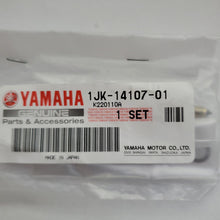 YAMAHA
GENUINE
Parts & Accessories
1JK-14107-01
K220110A
1 SET
YAMAHA MOTOR CO., LTD.
MADE IN JAPAN